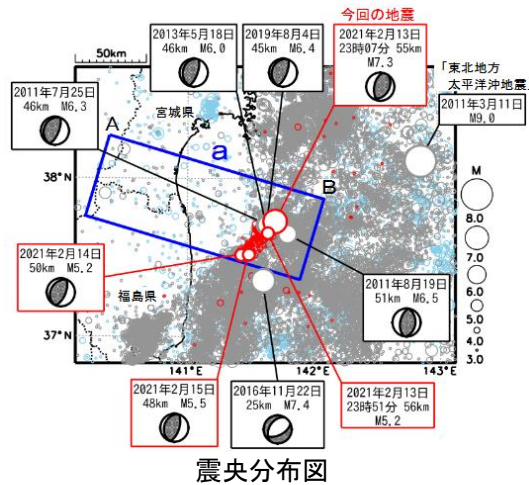 今回の地震
50km
2013年5月18日
46km M6.0
2019年8月4日
45km M6.4
2021年2月13日
23時07分 55km
M7.3
「東北地方
太平洋沖地震」
2011年3月11日
M9.0
2011年7月25日
46km M6.3
宮城県
A
a
B
38°N
M
8.0
7.0
6.0
5.0
4.0
3.0
2021年2月14日
50km M5.2
福島県
2011年8月19日
51km M6.5
37°N
141°E
142°E
143°E
2021年2月15日
48km M5.5
2016年11月22日
25km M7.4
2021年2月13日
23時51分 56km
M5.2
震央分布図